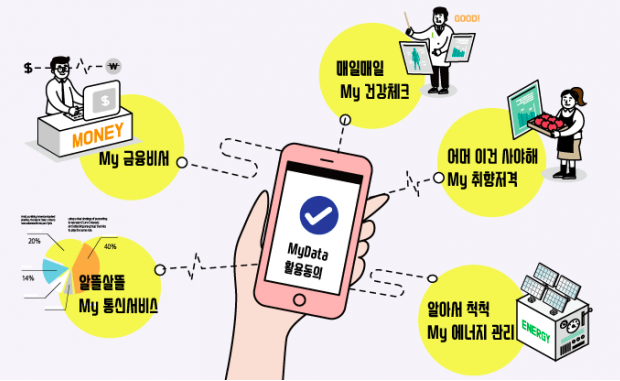 GOOD!
매일매일
My 건강체크
$
₩
$
MONEY
My 금융비서
어머 이건 사야해
My 취향저격
MyData
활용동의
20%
40%
14%
알뜰살뜰
My 통신서비스
알아서 척척
My 에너지 관리
ENERGY